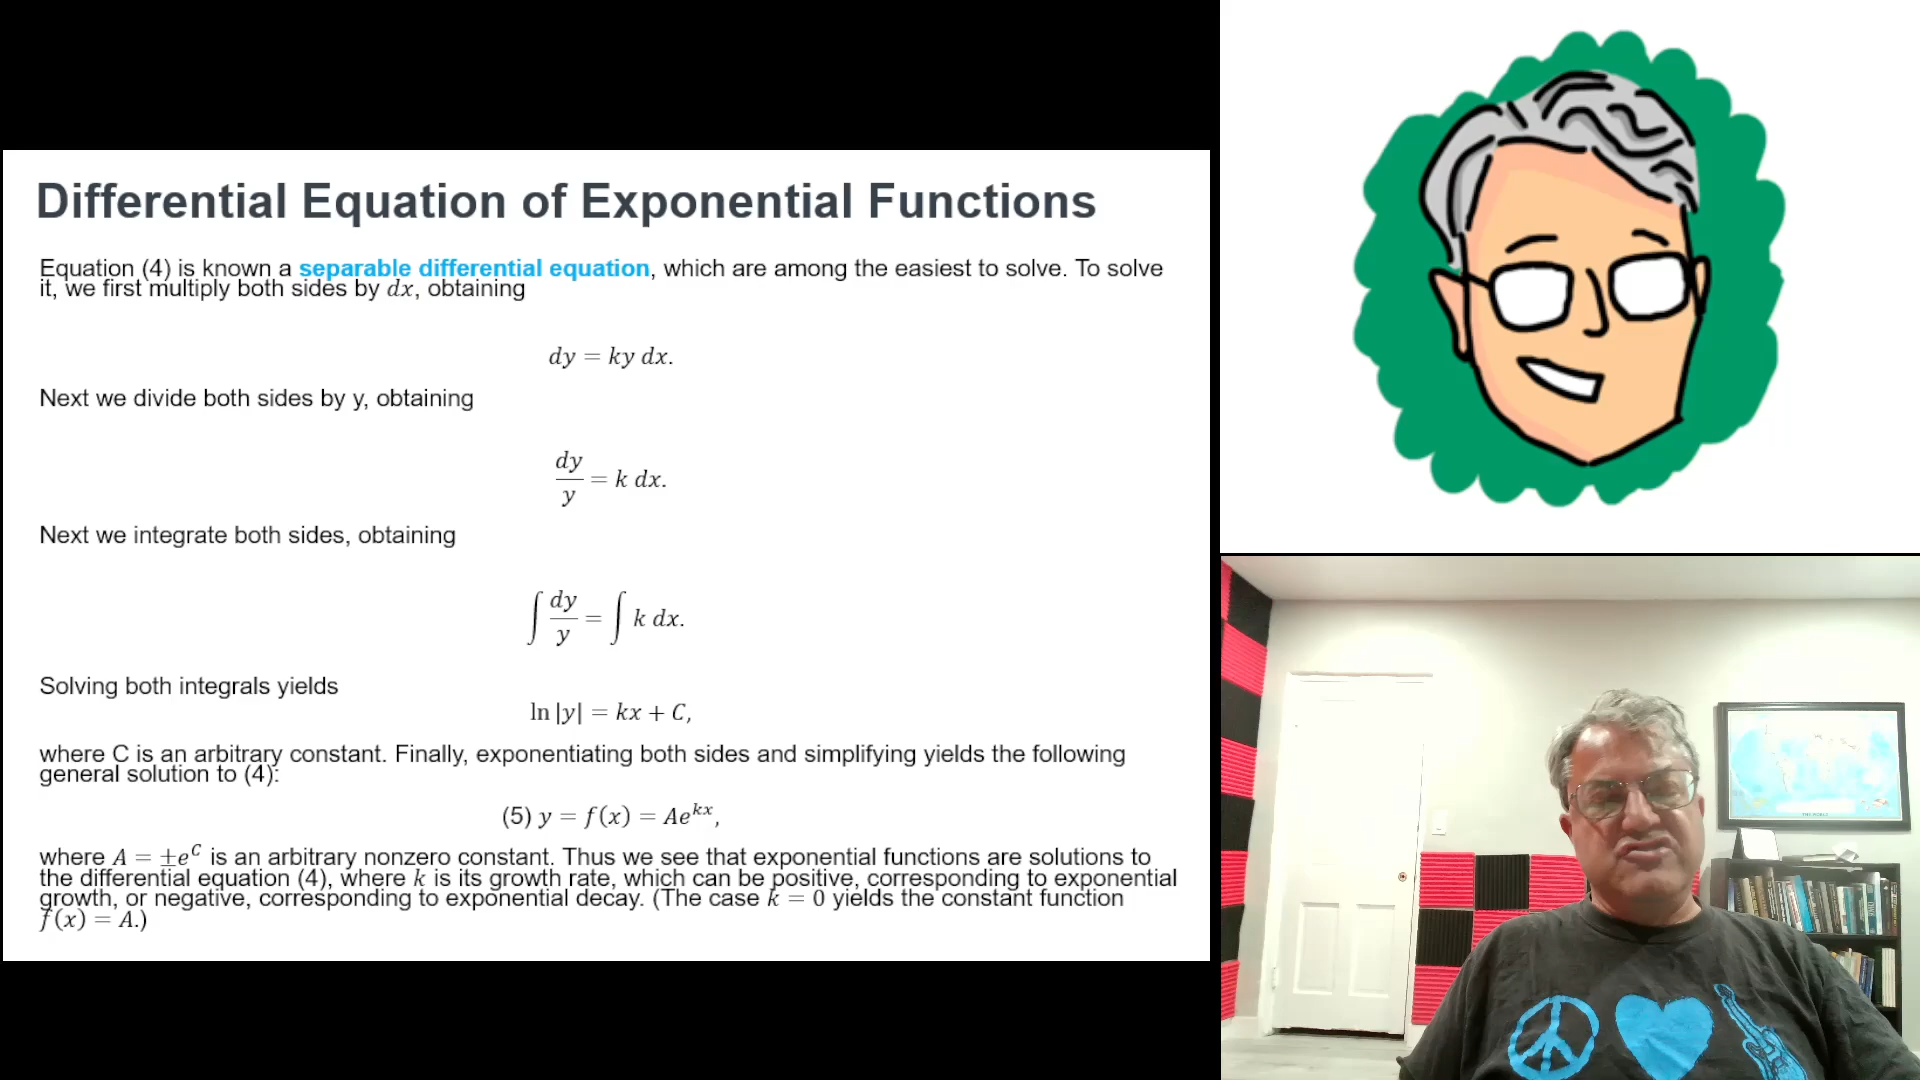 Differential Equation of Exponential Functions
Equation (4) is known a separable differential equation, which are among the easiest to solve. To solve
it, we first multiply both sides by dx, obtaining
dy = ky dx.
Next we divide both sides by y, obtaining
dy/y = k dx.
Next we integrate both sides, obtaining
∫ dy/y = ∫ k dx.
Solving both integrals yields
ln |y| = kx + C,
where C is an arbitrary constant. Finally, exponentiating both sides and simplifying yields the following
general solution to (4):
(5) y = f(x) = Ae^{kx},
where A = ±e^C is an arbitrary nonzero constant. Thus we see that exponential functions are solutions to
the differential equation (4), where k is its growth rate, which can be positive, corresponding to exponential
growth, or negative, corresponding to exponential decay. (The case k = 0 yields the constant function
f(x) = A.)